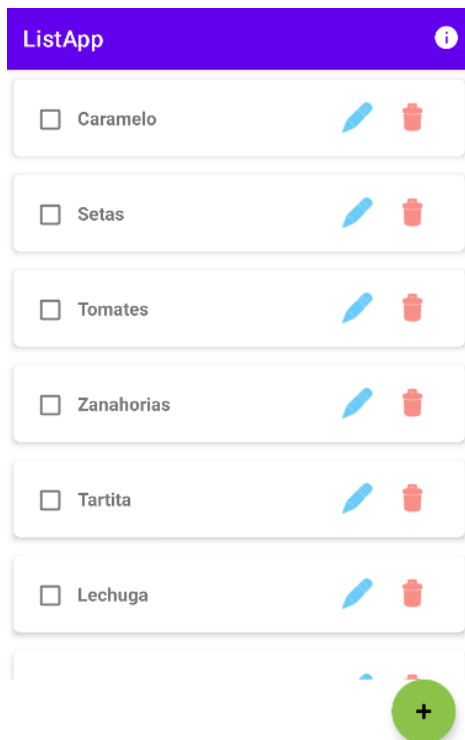 ListApp
Caramelo
Setas
Tomates
Zanahorias
Tartita
Lechuga
+